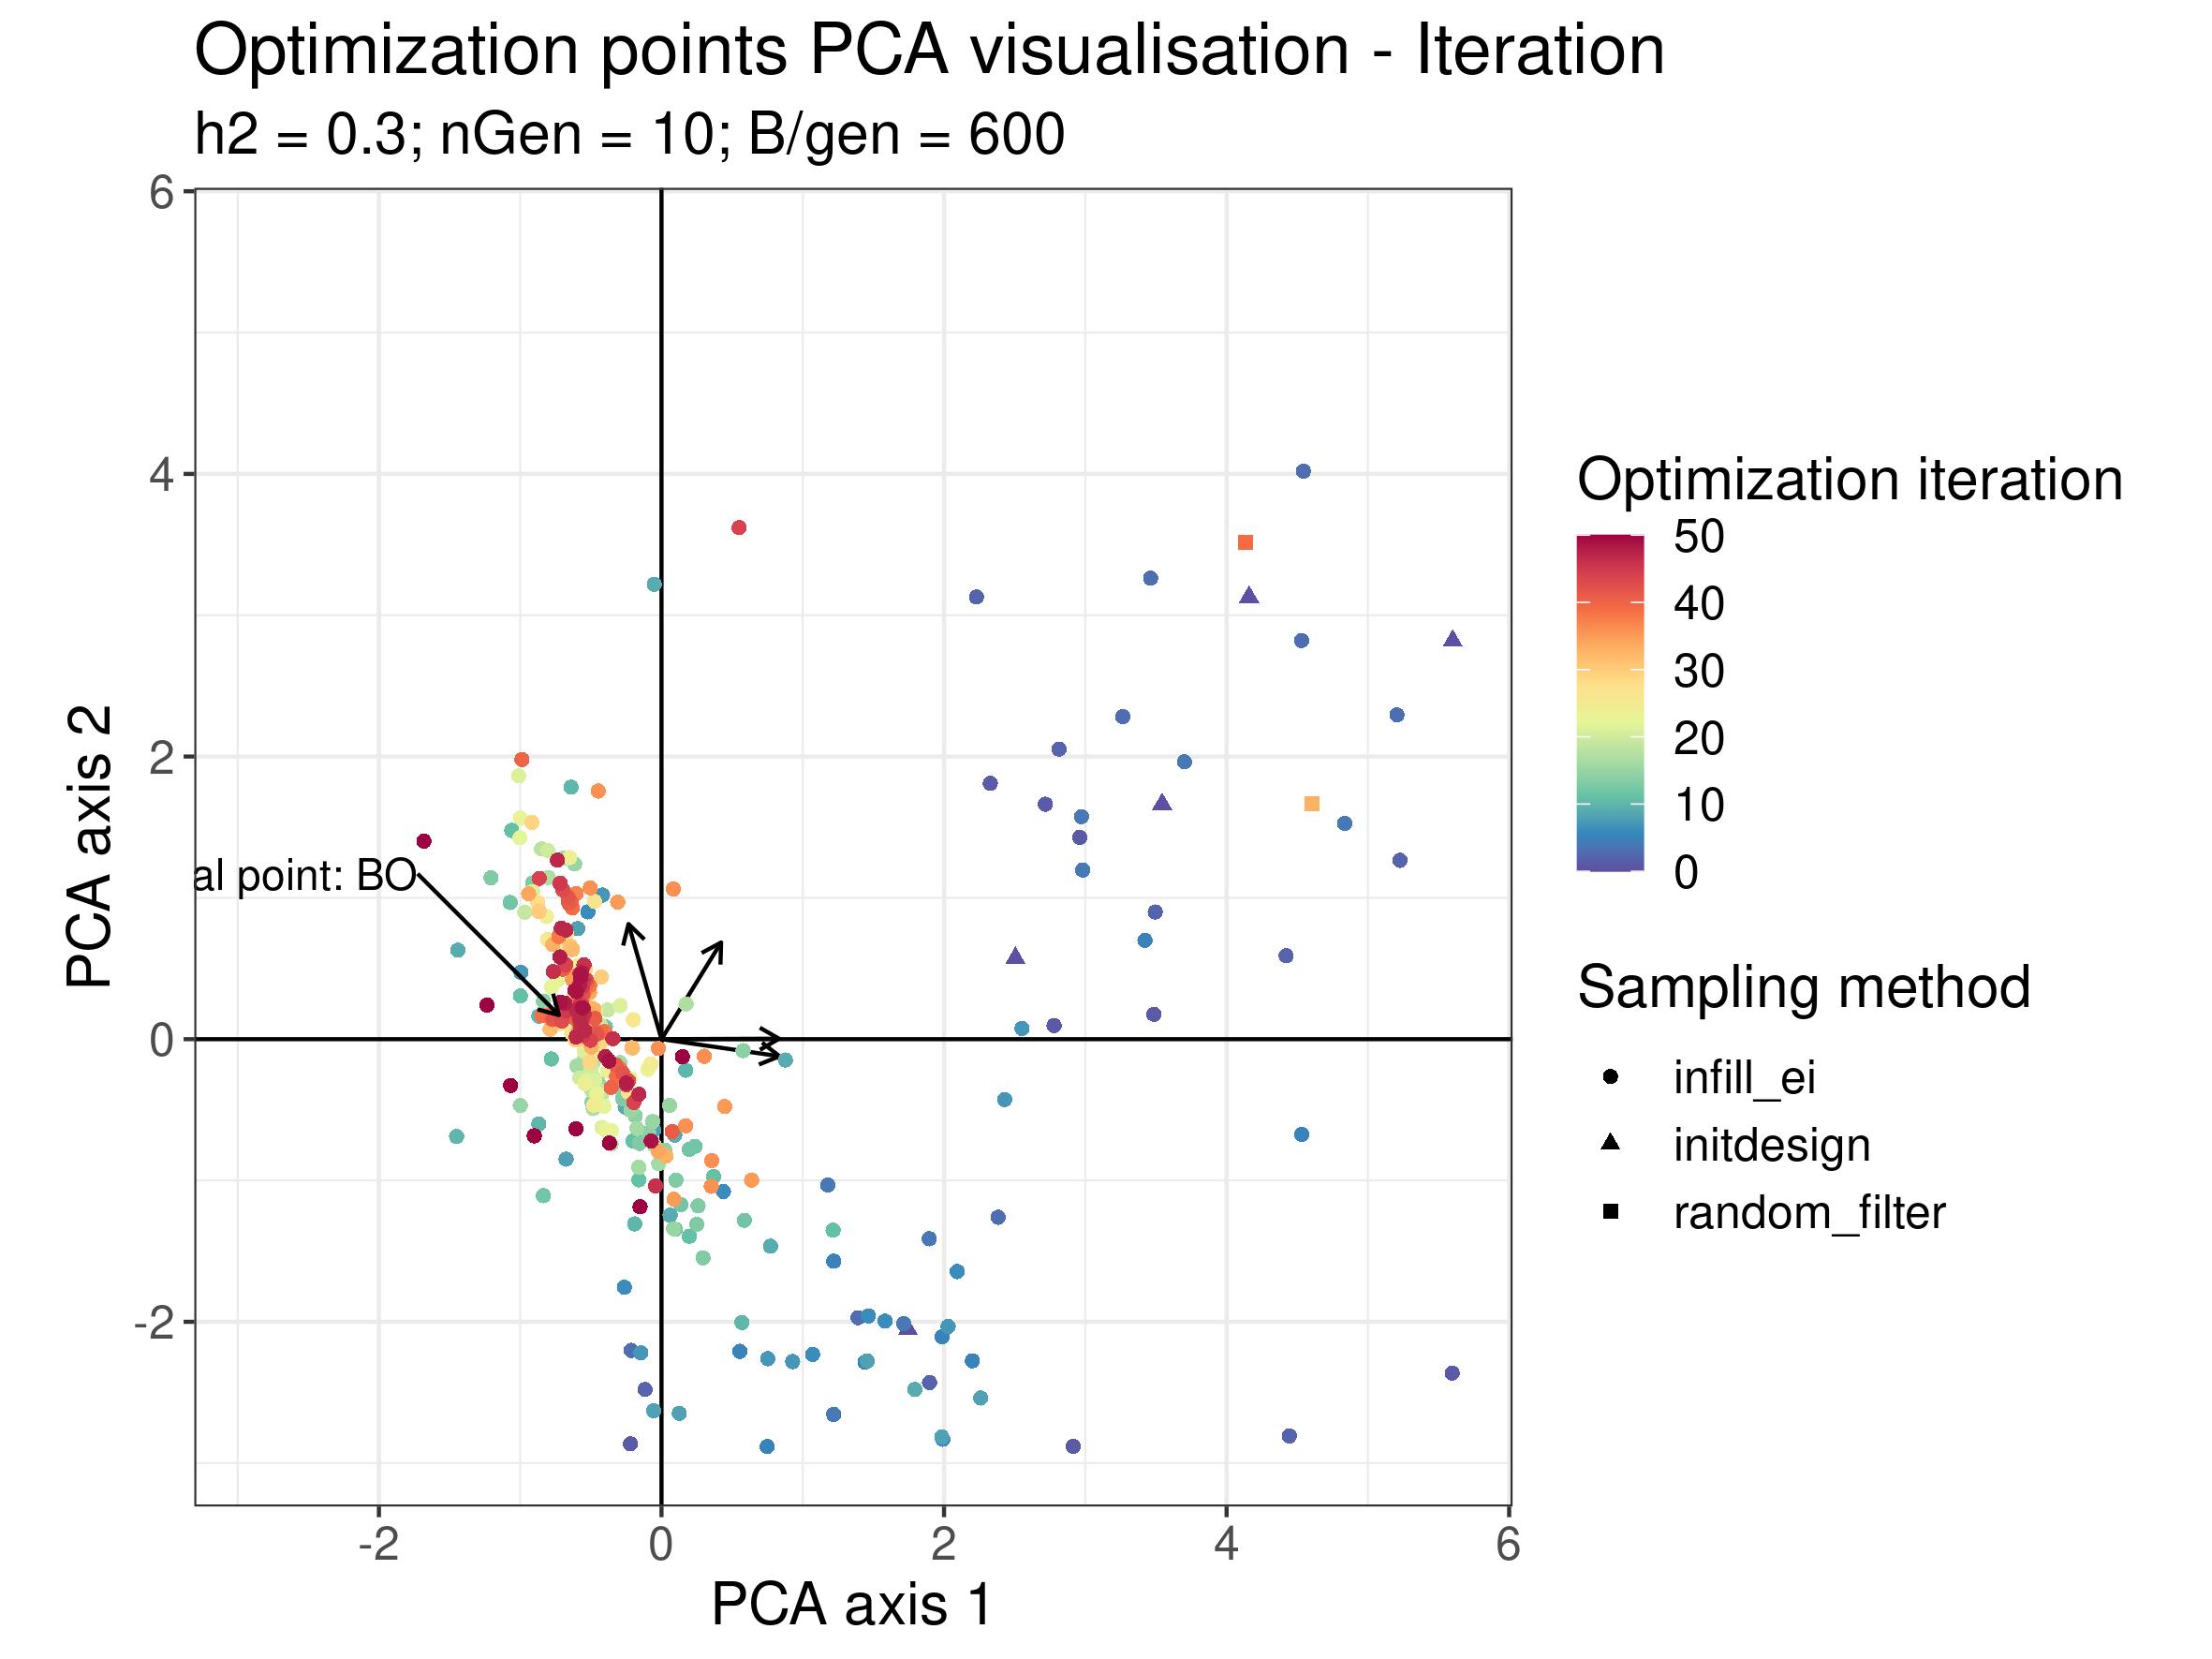 Optimization points PCA visualisation - Iteration
h2 = 0.3; nGen = 10; B/gen = 600
6
4
2
0
-2
PCA axis 2
al point: BO
-2
0
2
4
6
PCA axis 1
Optimization iteration
50
40
30
20
10
0
Sampling method
infill_ei
initdesign
random_filter